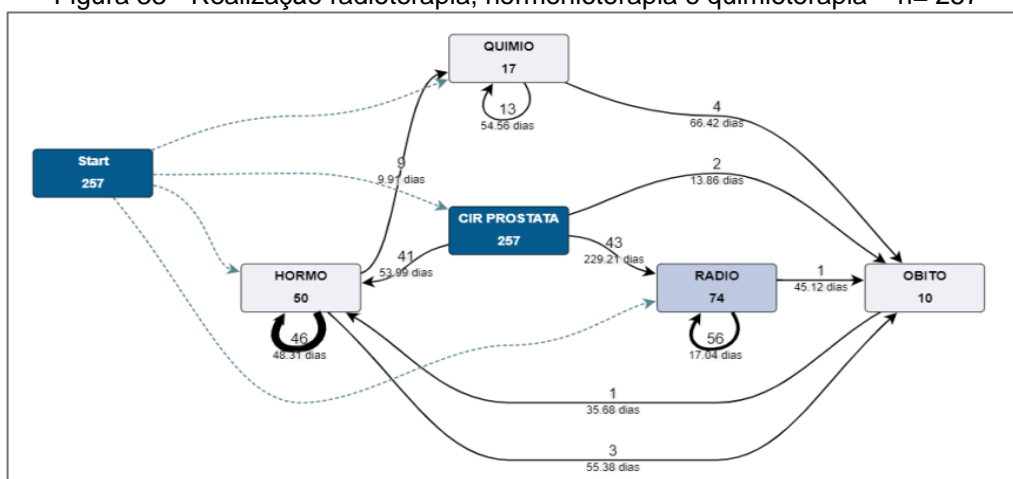 Figura 33 - Realização radioterapia, hormonioterapia e quimioterapia – n= 257
QUIMIO
17
13
54.56 dias
4
66.42 dias
Start
257
9
9.91 dias
2
13.86 dias
CIR PROSTATA
257
41
53.99 dias
43
229.21 dias
HORMO
50
RADIO
74
1
45.12 dias
OBITO
10
46
48.31 dias
56
17.04 dias
1
35.68 dias
3
55.38 dias